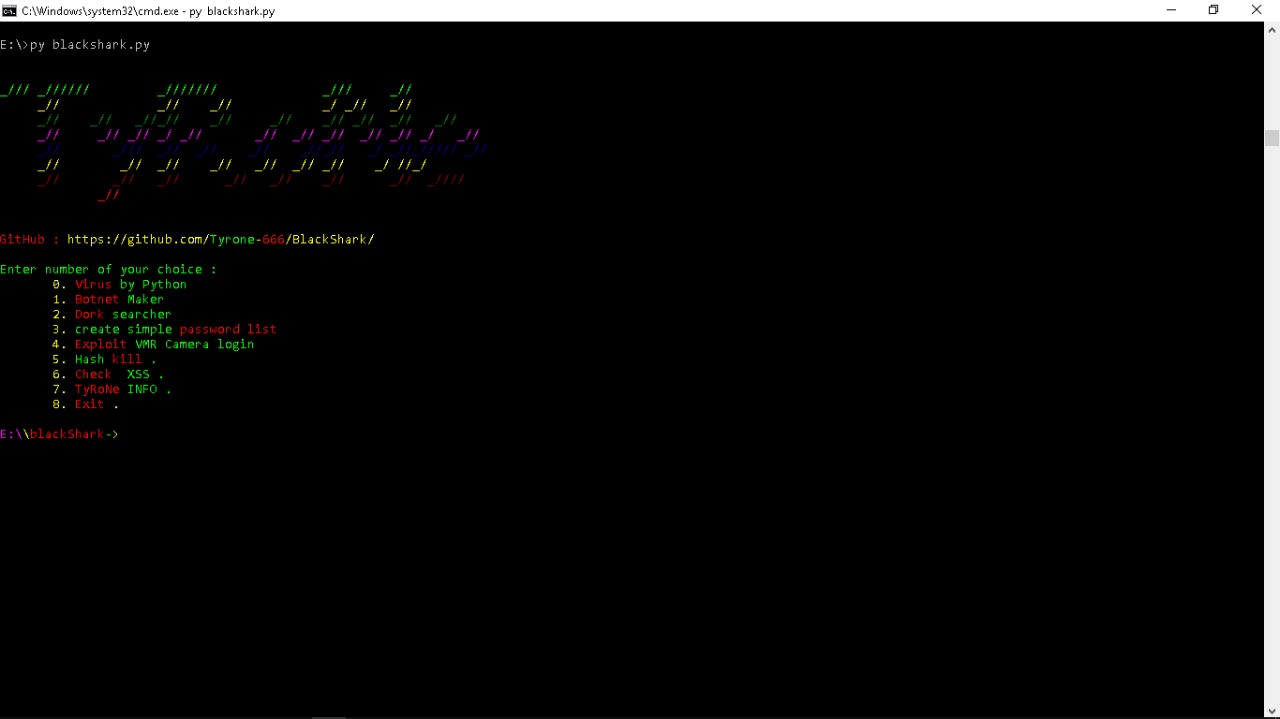 C:\Windows\system32\cmd.exe - py  blackshark.py
E:\>py blackshark.py
TyRoNe
GitHub : https://github.com/Tyrone-666/BlackShark/
Enter number of your choice :
0. Virus by Python
1. Botnet Maker
2. Dork searcher
3. create simple password list
4. Exploit VMR Camera login
5. Hash kill .
6. Check  XSS .
7. TyRoNe INFO .
8. Exit .
E:\\blackShark->